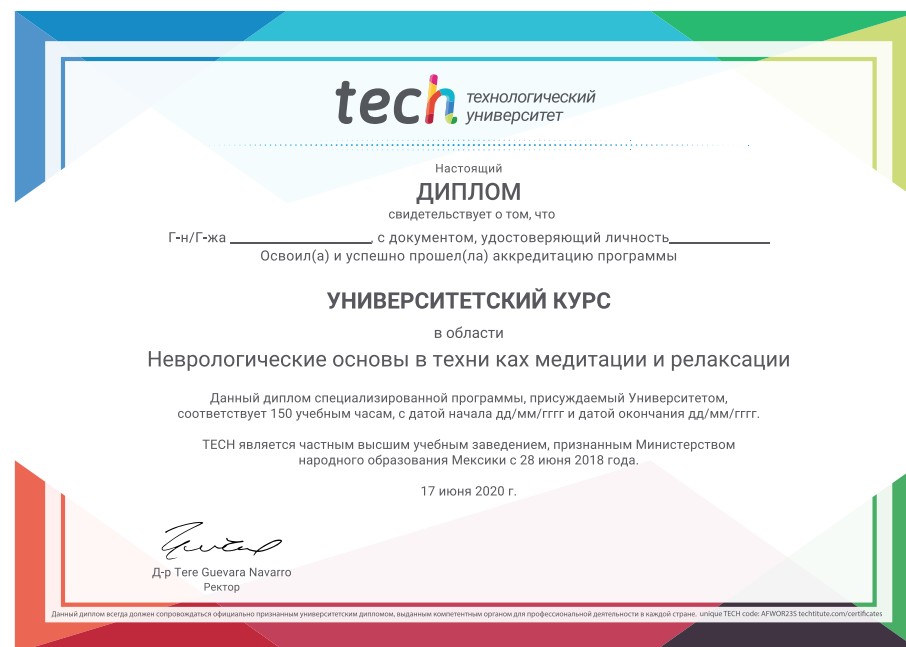 tech технологический
университет
Настоящий
ДИПЛОМ
свидетельствует о том, что
Г-н/Г-жа ____________________, с документом, удостоверяющий личность______________
Освоил(а) и успешно прошел(ла) аккредитацию программы
УНИВЕРСИТЕТСКИЙ КУРС
в области
Неврологические основы в техни ках медитации и релаксации
Данный диплом специализированной программы, присуждаемый Университетом,
соответствует 150 учебным часам, с датой начала дд/мм/гггг и датой окончания дд/мм/гггг.
TECH является частным высшим учебным заведением, признанным Министерством
народного образования Мексики с 28 июня 2018 года.
17 июня 2020 г.
Д-р Tere Guevara Navarro
Ректор
Данный диплом всегда должен сопровождаться официально признанным университетским дипломом, выданным компетентным органом для профессиональной деятельности в каждой стране. unique TECH code: AFWOR23S techtitute.com/certificates